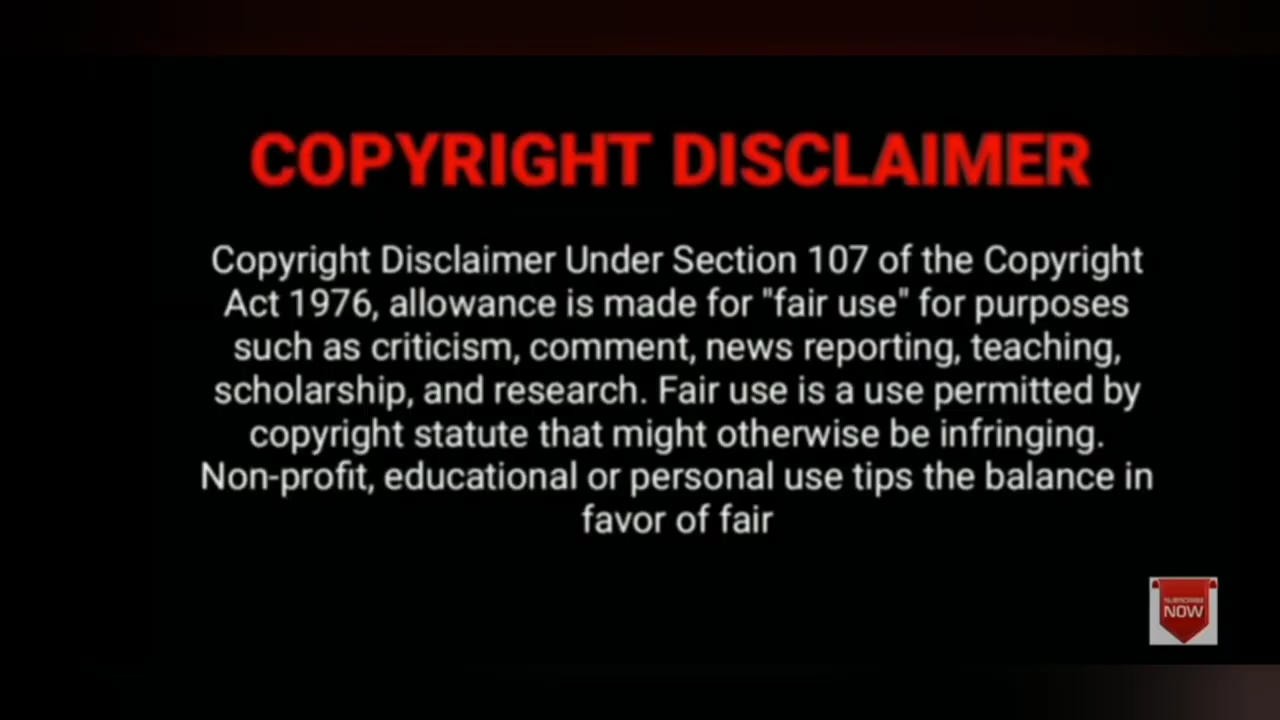 COPYRIGHT DISCLAIMER
Copyright Disclaimer Under Section 107 of the Copyright
Act 1976, allowance is made for "fair use" for purposes
such as criticism, comment, news reporting, teaching,
scholarship, and research. Fair use is a use permitted by
copyright statute that might otherwise be infringing.
Non-profit, educational or personal use tips the balance in
favor of fair
SUBSCRIBE
NOW